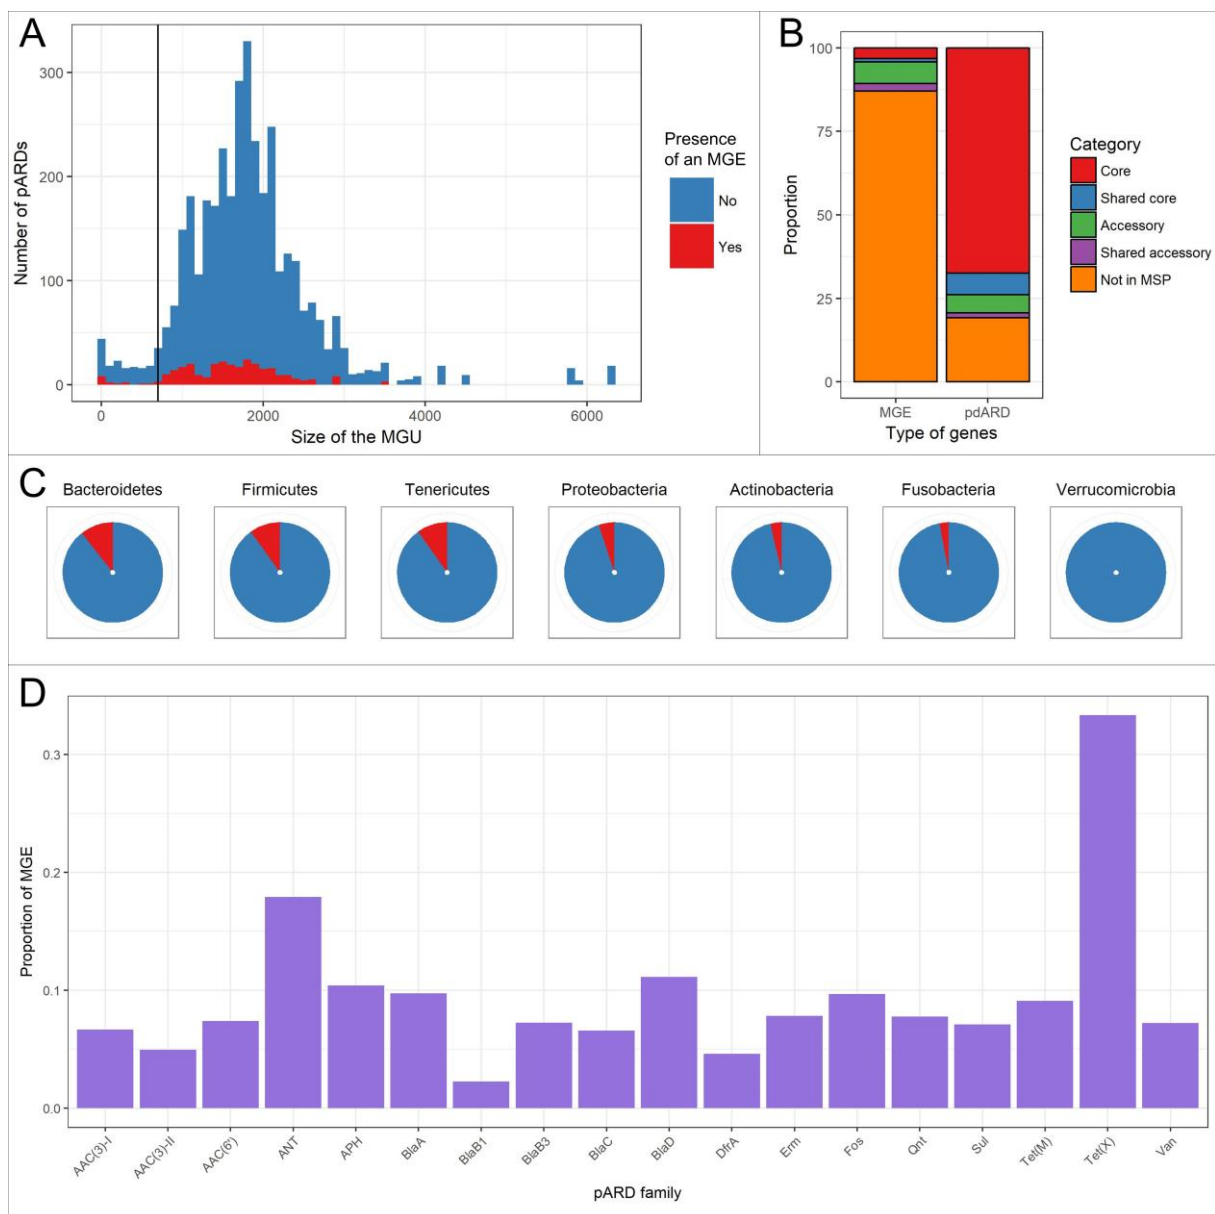 A
300
200
100
0
Number of pARDs
0 2000 4000 6000
Size of the MGU
Presence
of an MGE
No
Yes
B
100
75
50
25
0
Proportion
MGE pdARD
Type of genes
Category
Core
Shared core
Accessory
Shared accessory
Not in MSP
C
Bacteroidetes Firmicutes Tenericutes Proteobacteria Actinobacteria Fusobacteria Verrucomicrobia
D
0.3
0.2
0.1
0.0
Proportion of MGE
AAC(3)-I AAC(3)-II AAC(6') ANT APH BlaA BlaB1 BlaB3 BlaC BlaD DfrA Erm Fos Qnt Sul Tet(M) Tet(X) Van
pARD family